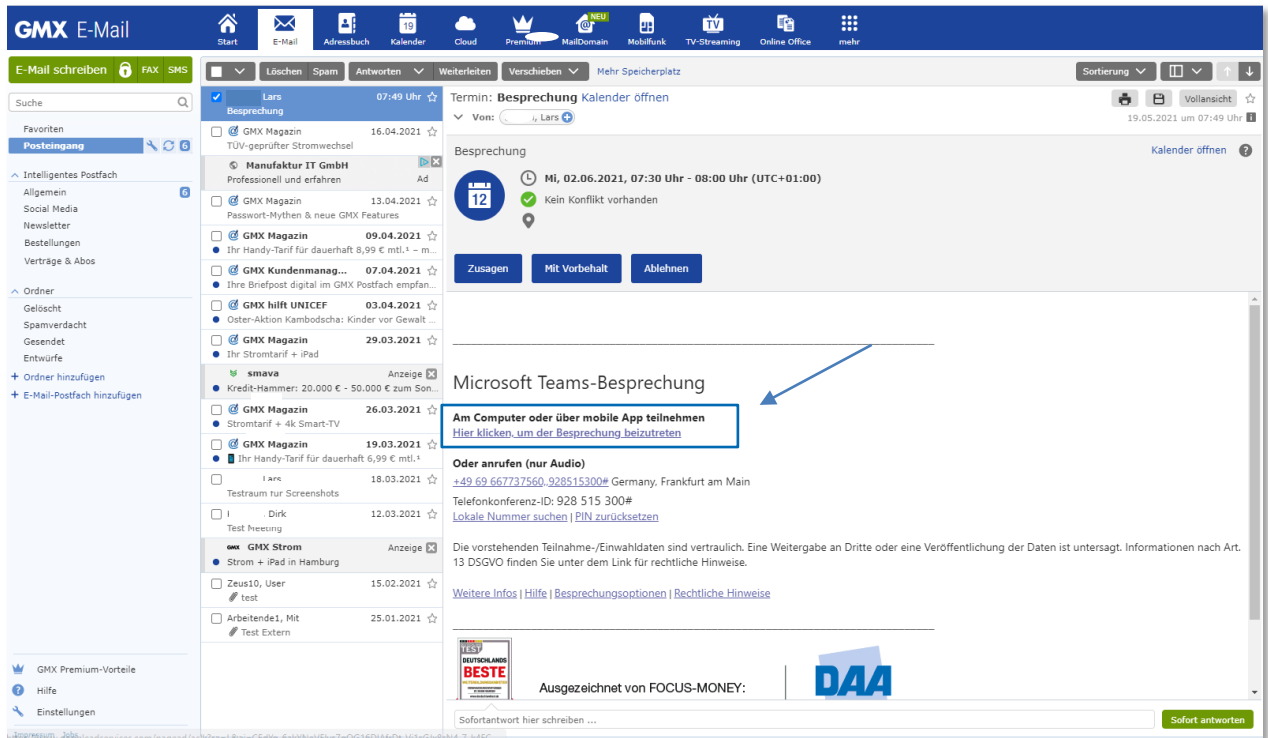 GMX E-Mail
Start
E-Mail
Adressbuch
19
Kalender
Cloud
Premium
NEU
MailDomain
Mobilfunk
TV
TV-Streaming
Online Office
mehr
E-Mail schreiben FAX SMS
Löschen Spam Antworten Weiterleiten Verschieben Mehr Speicherplatz
Sortierung
Suche
Favoriten
Posteingang 6
Intelligentes Postfach
Allgemein 6
Social Media
Newsletter
Bestellungen
Verträge & Abos
Ordner
Gelöscht
Spamverdacht
Gesendet
Entwürfe
+ Ordner hinzufügen
+ E-Mail-Postfach hinzufügen
GMX Premium-Vorteile
Hilfe
Einstellungen
Impressum Jobs
Lars 07:49 Uhr
Besprechung
GMX Magazin 16.04.2021
TÜV-geprüfter Stromwechsel
Manufaktur IT GmbH
Professionell und erfahren Ad
GMX Magazin 13.04.2021
Passwort-Mythen & neue GMX Features
GMX Magazin 09.04.2021
Ihr Handy-Tarif für dauerhaft 8,99 € mtl.¹ – m...
GMX Kundenmanag... 07.04.2021
Ihre Briefpost digital im GMX Postfach empfan...
GMX hilft UNICEF 03.04.2021
Oster-Aktion Kambodscha: Kinder vor Gewalt ...
GMX Magazin 29.03.2021
Ihr Stromtarif + iPad
smava Anzeige
Kredit-Hammer: 20.000 € - 50.000 € zum Son...
GMX Magazin 26.03.2021
Stromtarif + 4k Smart-TV
GMX Magazin 19.03.2021
Ihr Handy-Tarif für dauerhaft 6,99 € mtl.¹
Lars 18.03.2021
Testraum für Screenshots
Dirk 12.03.2021
Test Meeting
GMX GMX Strom Anzeige
Strom + iPad in Hamburg
Zeus10, User 15.02.2021
test
Arbeitende1, Mit 25.01.2021
Test Extern
Termin: Besprechung Kalender öffnen
Vollansicht
Von: , Lars
19.05.2021 um 07:49 Uhr
Besprechung
Kalender öffnen
12
Mi, 02.06.2021, 07:30 Uhr - 08:00 Uhr (UTC+01:00)
Kein Konflikt vorhanden
Zusagen Mit Vorbehalt Ablehnen
Microsoft Teams-Besprechung
Am Computer oder über mobile App teilnehmen
Hier klicken, um der Besprechung beizutreten
Oder anrufen (nur Audio)
+49 69 667737560,,928515300# Germany, Frankfurt am Main
Telefonkonferenz-ID: 928 515 300#
Lokale Nummer suchen | PIN zurücksetzen
Die vorstehenden Teilnahme-/Einwahldaten sind vertraulich. Eine Weitergabe an Dritte oder eine Veröffentlichung der Daten ist untersagt. Informationen nach Art.
13 DSGVO finden Sie unter dem Link für rechtliche Hinweise.
Weitere Infos | Hilfe | Besprechungsoptionen | Rechtliche Hinweise
TEST
DEUTSCHLANDS
BESTE
Ausgezeichnet von FOCUS-MONEY:
DAA
Sofortantwort hier schreiben ...
Sofort antworten